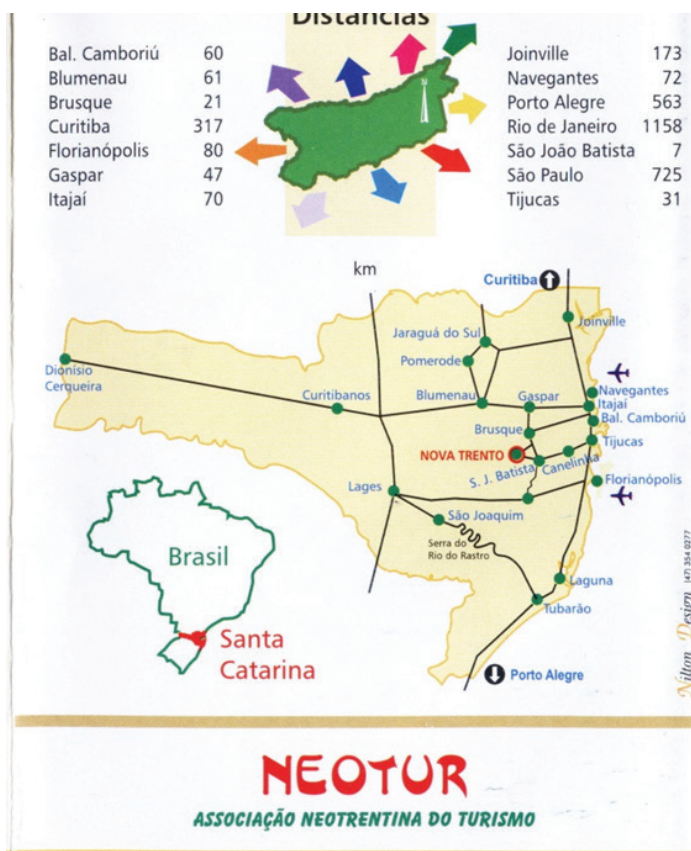 Distâncias
Bal. Camboriú 60
Blumenau 61
Brusque 21
Curitiba 317
Florianópolis 80
Gaspar 47
Itajaí 70
N
Joinville 173
Navegantes 72
Porto Alegre 563
Rio de Janeiro 1158
São João Batista 7
São Paulo 725
Tijucas 31
km
Curitiba
Joinville
Jaraguá do Sul
Pomerode
Dionísio
Cerqueira
Curitibanos
Blumenau
Gaspar
Navegantes
Itajaí
Bal. Camboriú
Brusque
Tijucas
NOVA TRENTO
S. J. Batista
Canelinha
Florianópolis
Lages
São Joaquim
Serra do
Rio do Rastro
Laguna
Tubarão
Porto Alegre
Brasil
Santa
Catarina
Nilton Design (47) 354.0277
NEOTUR
ASSOCIAÇÃO NEOTRENTINA DO TURISMO